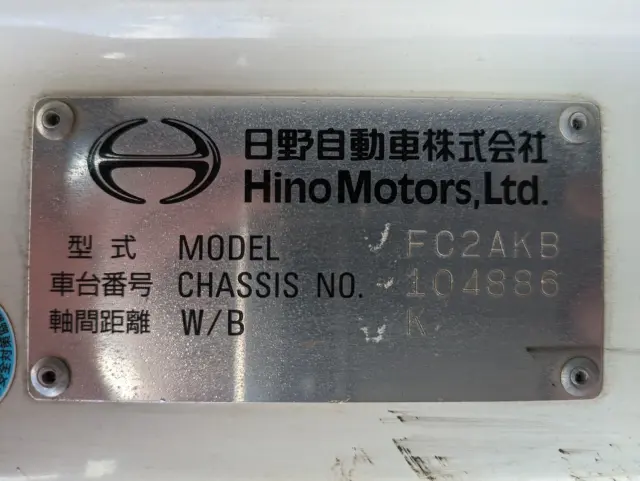 日野自動車株式会社
Hino Motors, Ltd.
型式 MODEL FC2AKB
車台番号 CHASSIS NO. 104886
軸間距離 W/B K